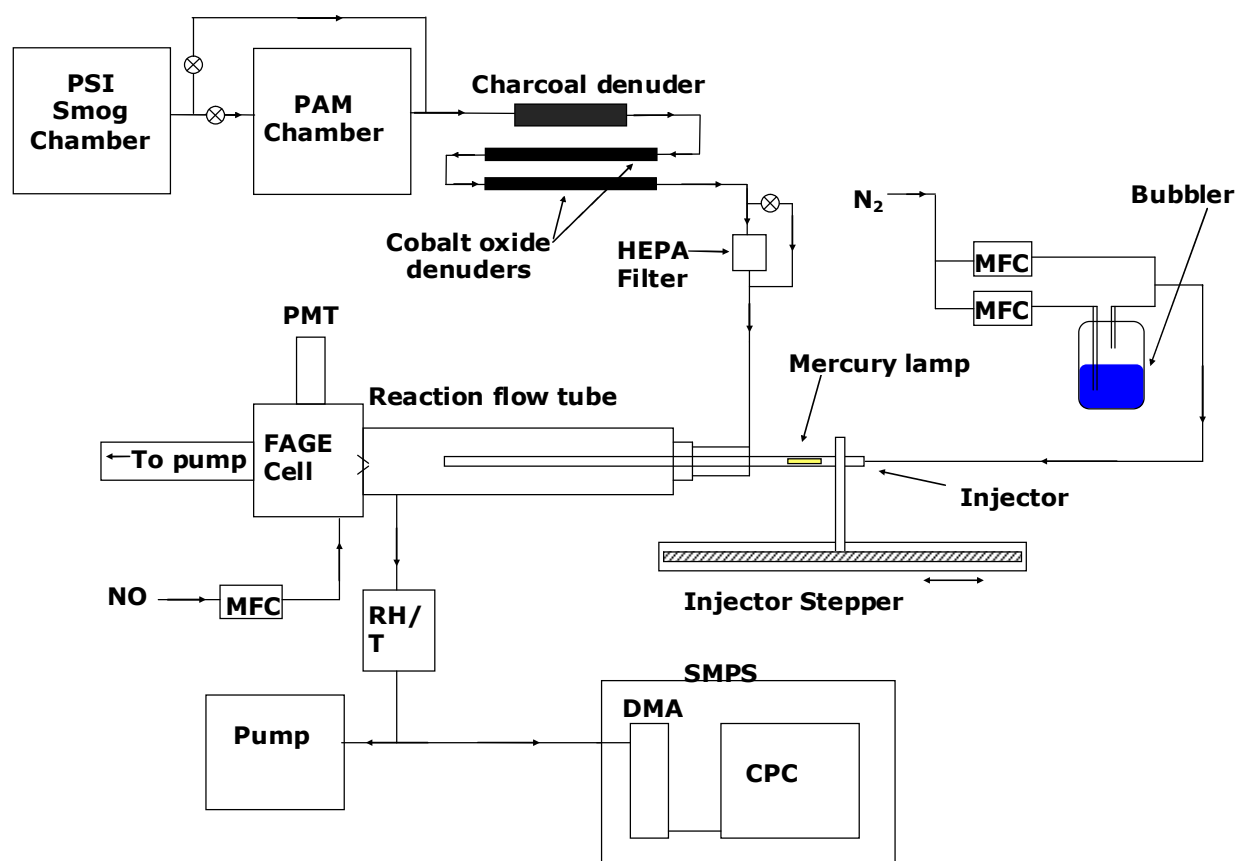 PSI
Smog
Chamber
PAM
Chamber
Charcoal denuder
Cobalt oxide
denuders
HEPA
Filter
N2
MFC
MFC
Bubbler
PMT
Reaction flow tube
Mercury lamp
To pump
FAGE
Cell
Injector
NO
MFC
Injector Stepper
RH/
T
SMPS
Pump
DMA
CPC